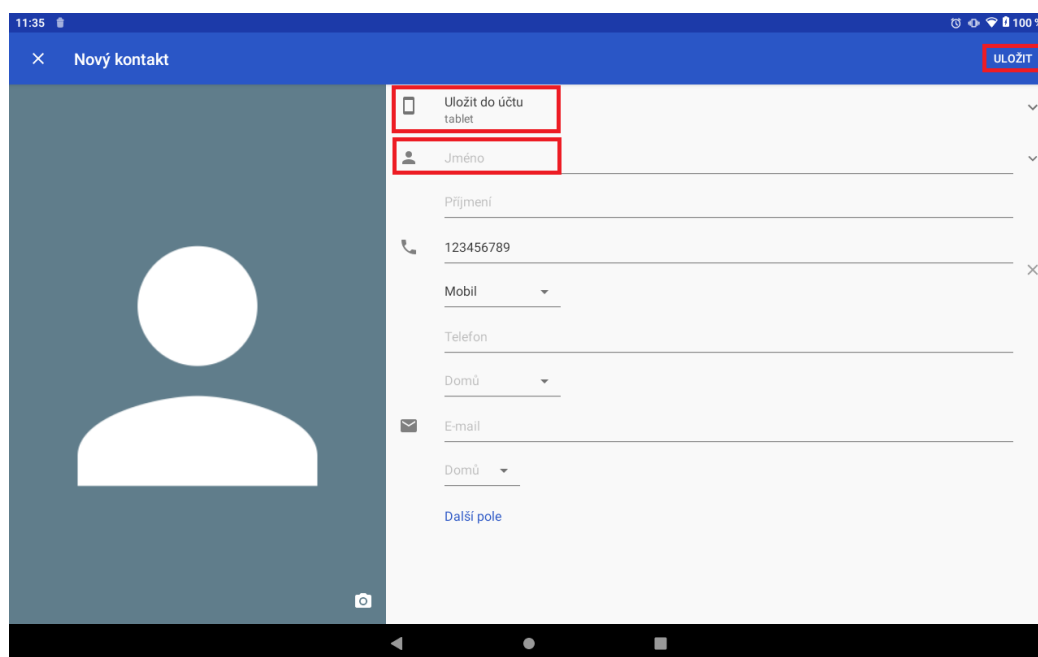 11:35
100 %
Nový kontakt
ULOŽIT
Uložit do účtu
tablet
Jméno
Příjmení
123456789
Mobil
Telefon
Domů
E-mail
Domů
Další pole